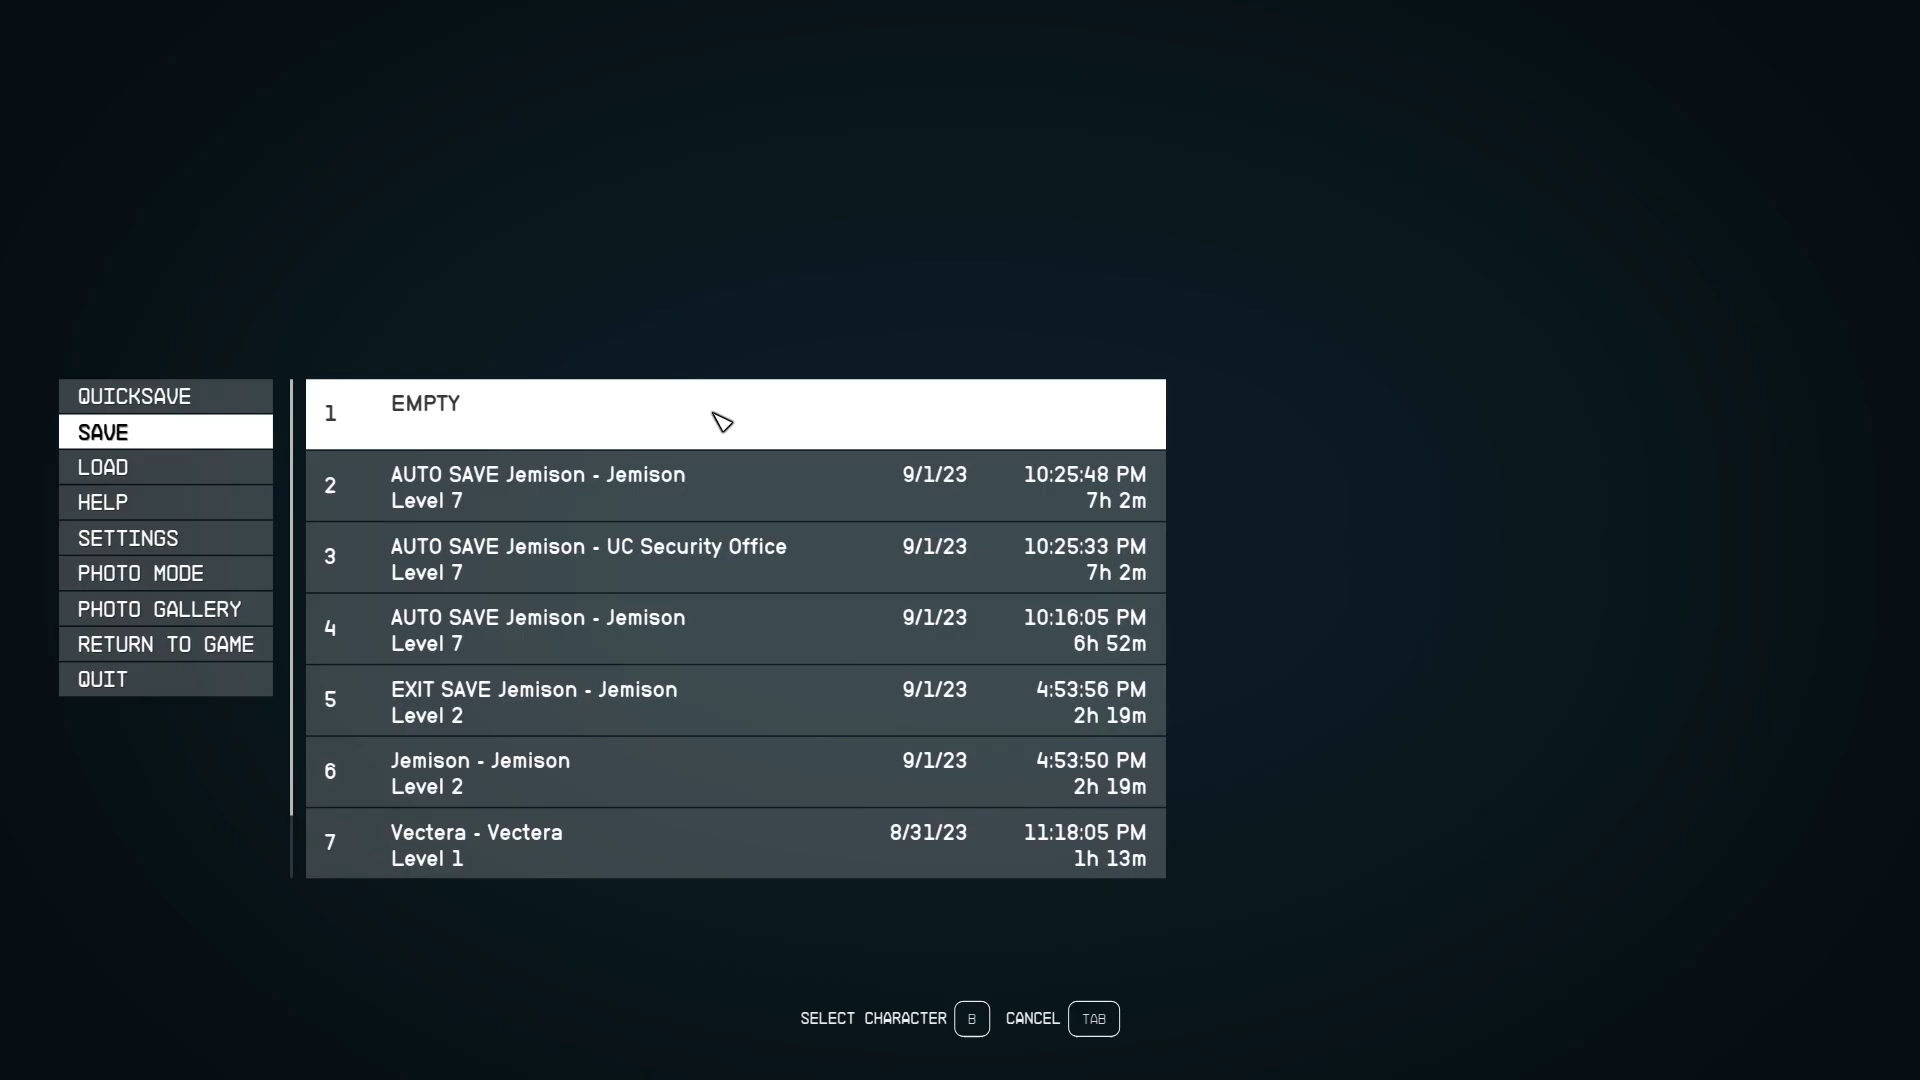 QUICKSAVE
SAVE
LOAD
HELP
SETTINGS
PHOTO MODE
PHOTO GALLERY
RETURN TO GAME
QUIT
1 EMPTY
2 AUTO SAVE Jemison - Jemison 9/1/23 10:25:48 PM
Level 7 7h 2m
3 AUTO SAVE Jemison - UC Security Office 9/1/23 10:25:33 PM
Level 7 7h 2m
4 AUTO SAVE Jemison - Jemison 9/1/23 10:16:05 PM
Level 7 6h 52m
5 EXIT SAVE Jemison - Jemison 9/1/23 4:53:56 PM
Level 2 2h 19m
6 Jemison - Jemison 9/1/23 4:53:50 PM
Level 2 2h 19m
7 Vectera - Vectera 8/31/23 11:18:05 PM
Level 1 1h 13m
SELECT CHARACTER B CANCEL TAB